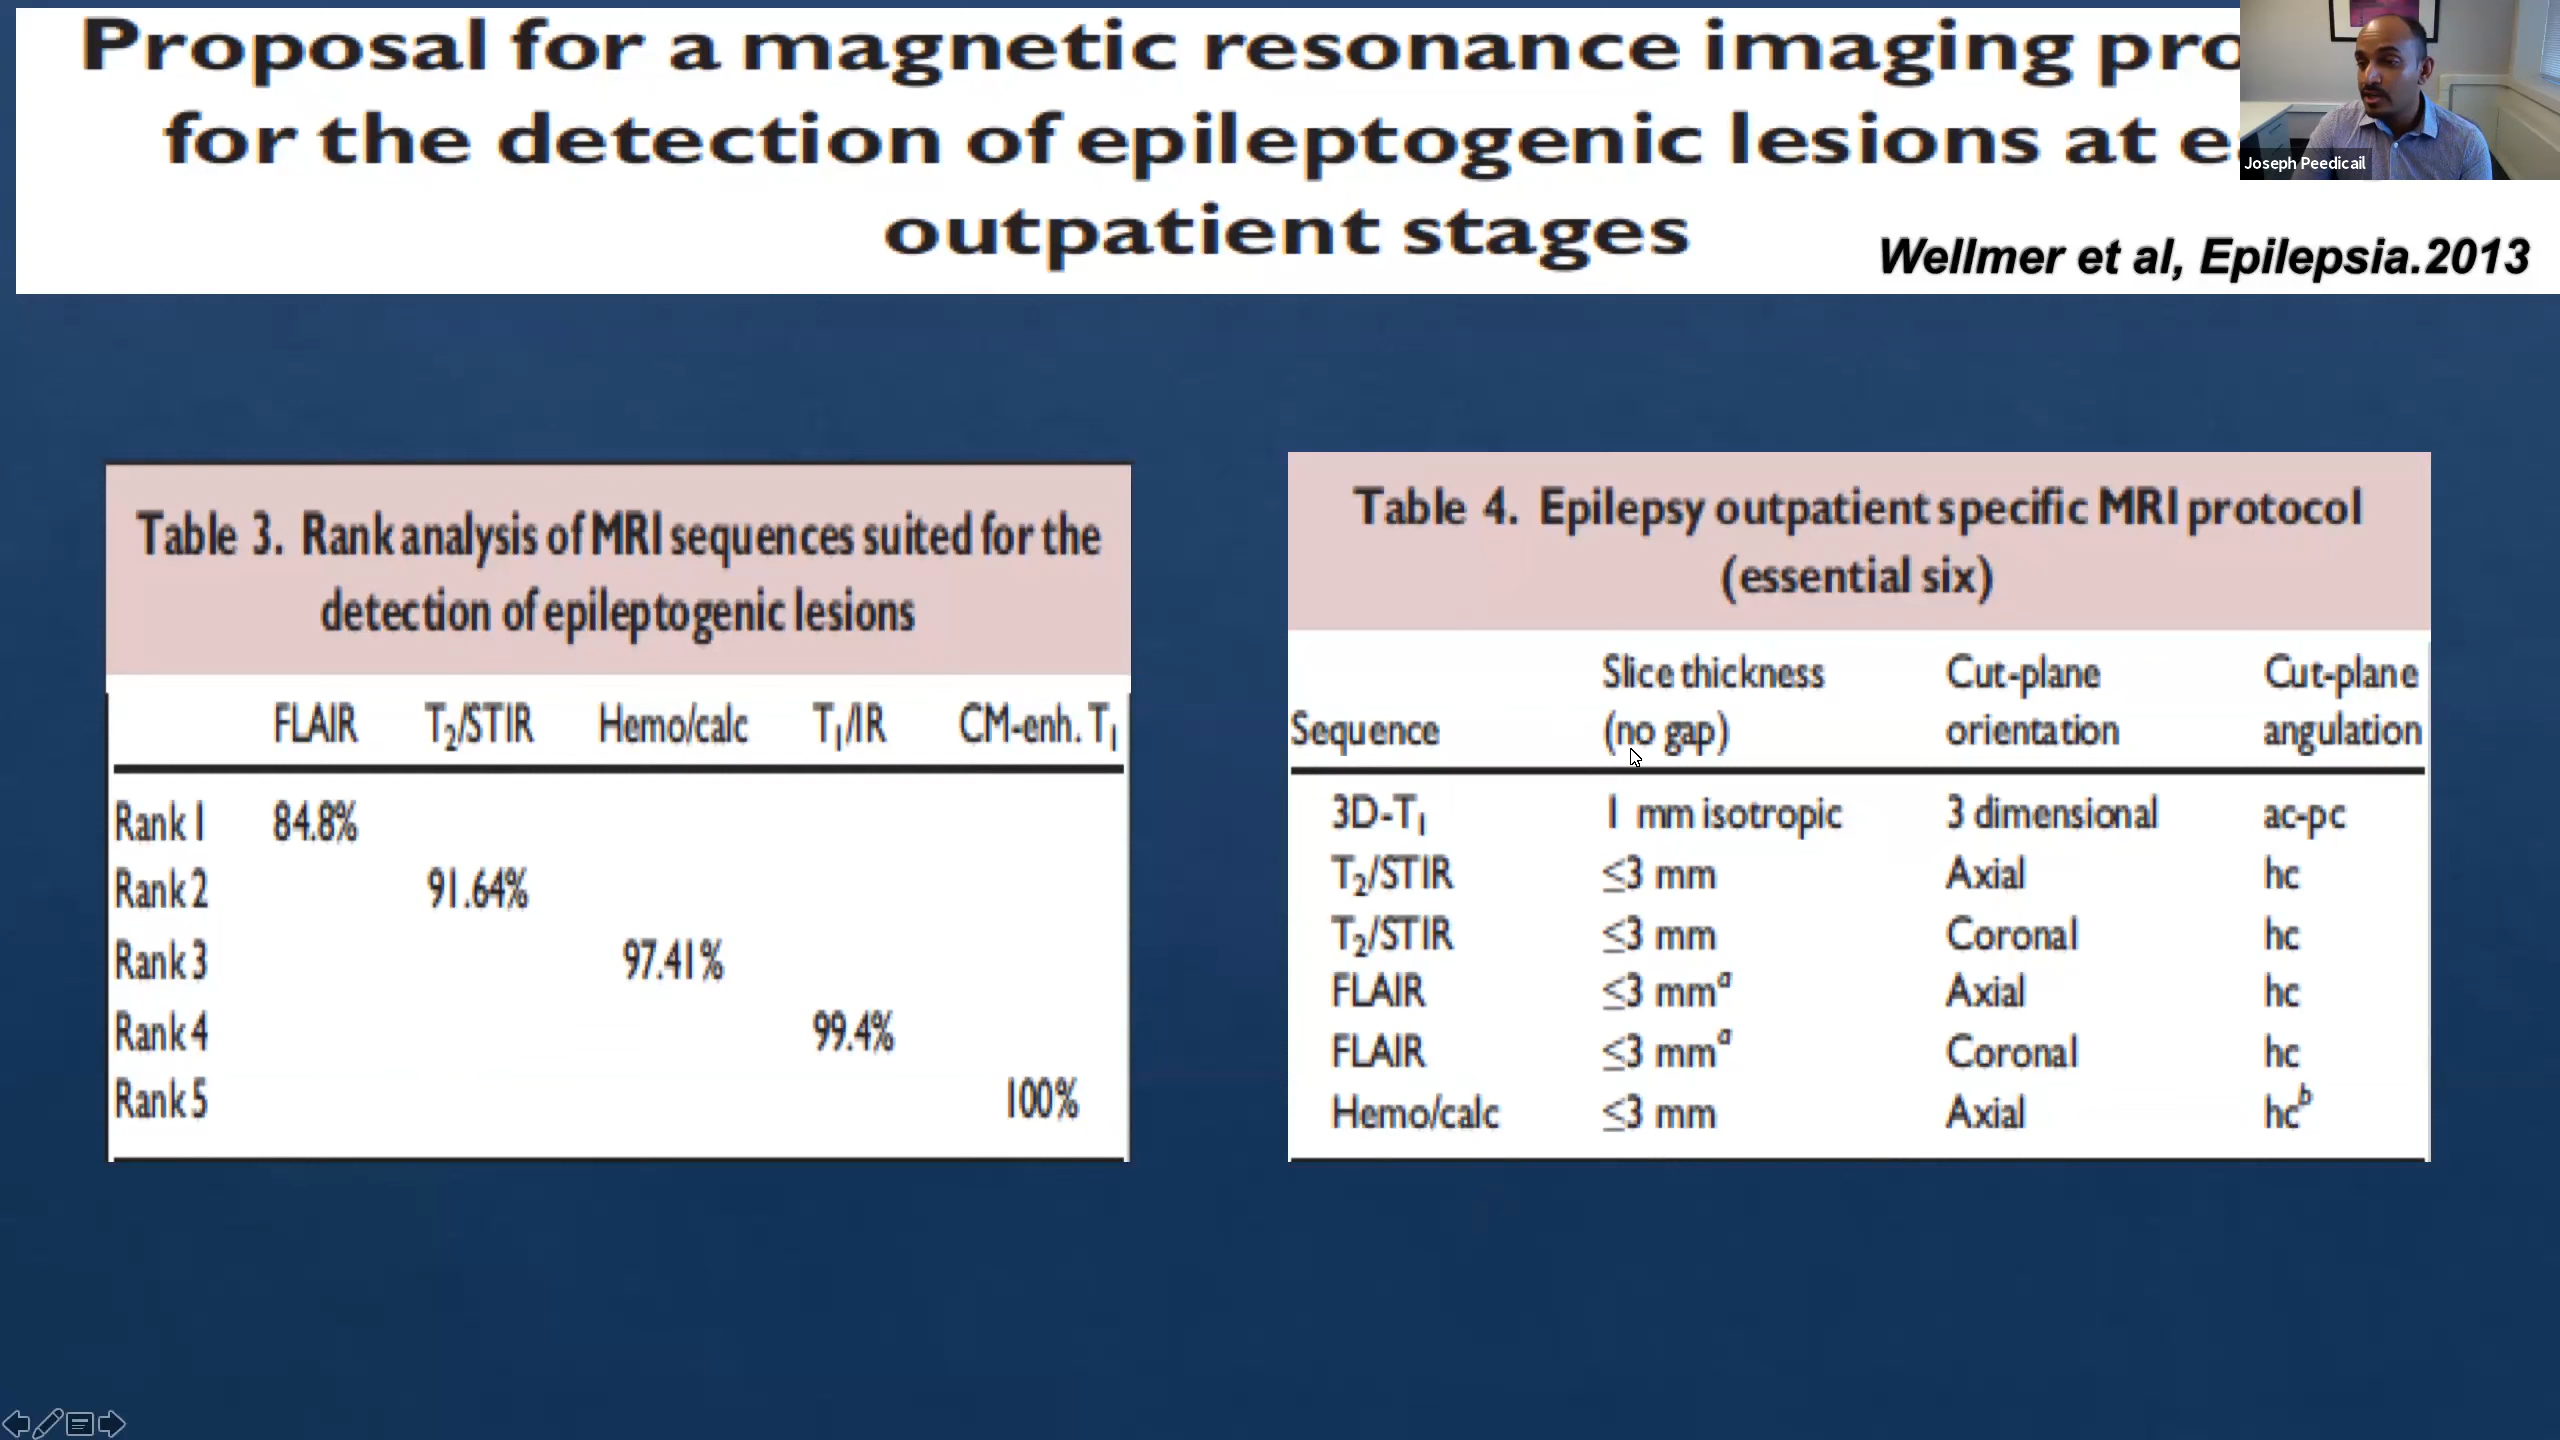 Proposal for a magnetic resonance imaging
for the detection of epileptogenic lesions at
outpatient stages
Wellmer et al, Epilepsia.2013
Joseph Peedicail
Table 3. Rank analysis of MRI sequences suited for the
detection of epileptogenic lesions
FLAIR T₂/STIR Hemo/calc T₁/IR CM-enh. T₁
Rank 1 84.8%
Rank 2 91.64%
Rank 3 97.41%
Rank 4 99.4%
Rank 5 100%
Table 4. Epilepsy outpatient specific MRI protocol
(essential six)
Slice thickness Cut-plane Cut-plane
Sequence (no gap) orientation angulation
3D-T₁ 1 mm isotropic 3 dimensional ac-pc
T₂/STIR ≤3 mm Axial hc
T₂/STIR ≤3 mm Coronal hc
FLAIR ≤3 mmᵃ Axial hc
FLAIR ≤3 mmᵃ Coronal hc
Hemo/calc ≤3 mm Axial hcᵇ